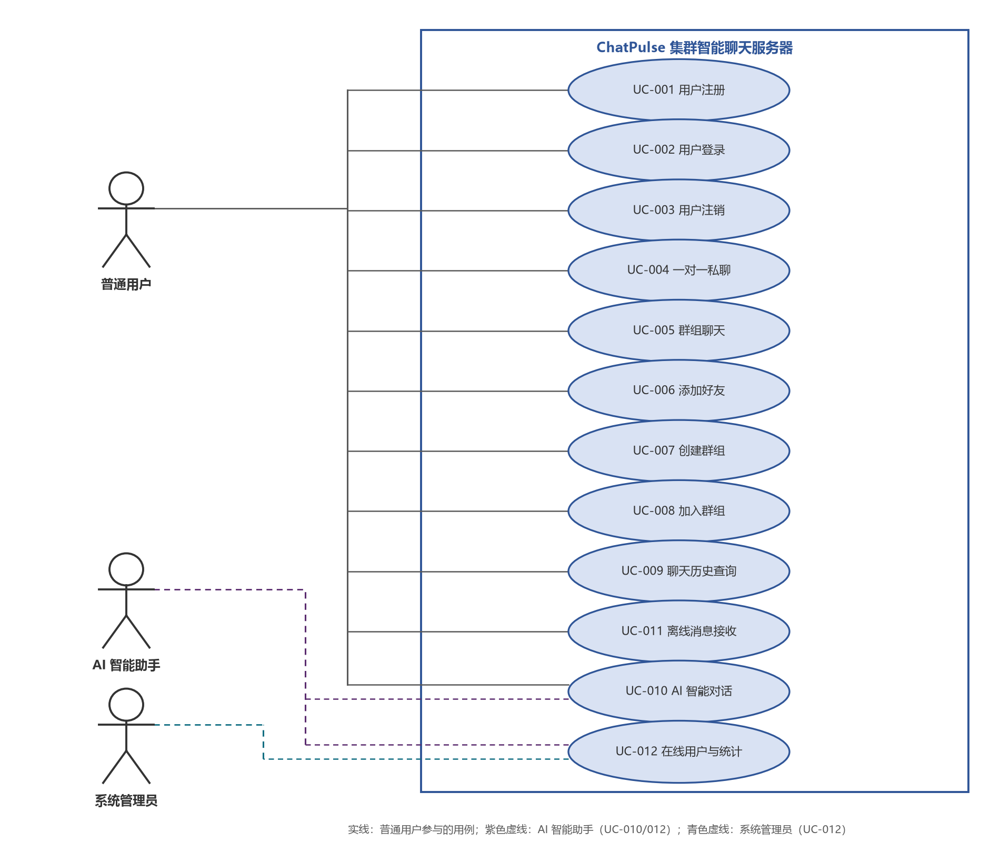 ChatPulse 集群智能聊天服务器
UC-001 用户注册
UC-002 用户登录
UC-003 用户注销
UC-004 一对一私聊
普通用户
UC-005 群组聊天
UC-006 添加好友
UC-007 创建群组
UC-008 加入群组
UC-009 聊天历史查询
UC-011 离线消息接收
AI 智能助手
UC-010 AI 智能对话
UC-012 在线用户与统计
系统管理员
实线：普通用户参与的用例；紫色虚线：AI 智能助手（UC-010/012）；青色虚线：系统管理员（UC-012）